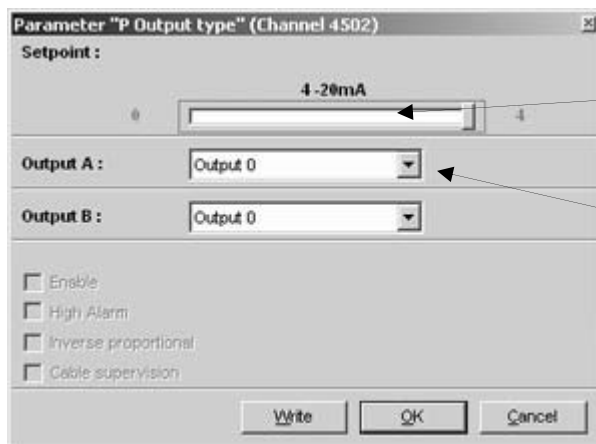 Parameter "P Output type" (Channel 4502)
Setpoint :
4-20mA
0 4
Output A : Output 0
Output B : Output 0
Enable
High Alarm
Inverse proportional
Cable supervision
Write OK Cancel